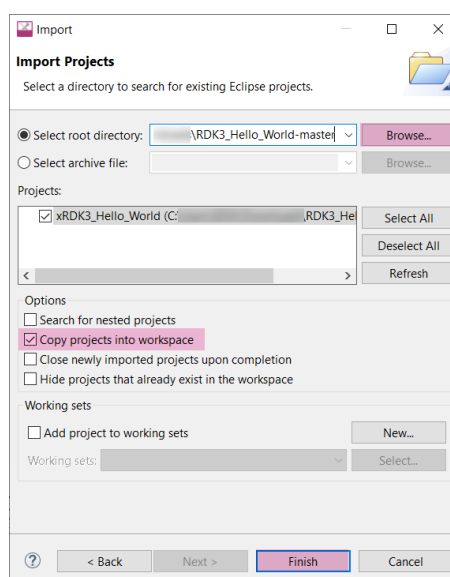 Import
Import Projects
Select a directory to search for existing Eclipse projects.
Select root directory:
\RDK3_Hello_World-master
Browse...
Select archive file:
Browse...
Projects:
xRDK3_Hello_World (C:
RDK3_Hel
Select All
Deselect All
Refresh
Options
Search for nested projects
Copy projects into workspace
Close newly imported projects upon completion
Hide projects that already exist in the workspace
Working sets
Add project to working sets
New...
Working sets:
Select...
?
< Back
Next >
Finish
Cancel